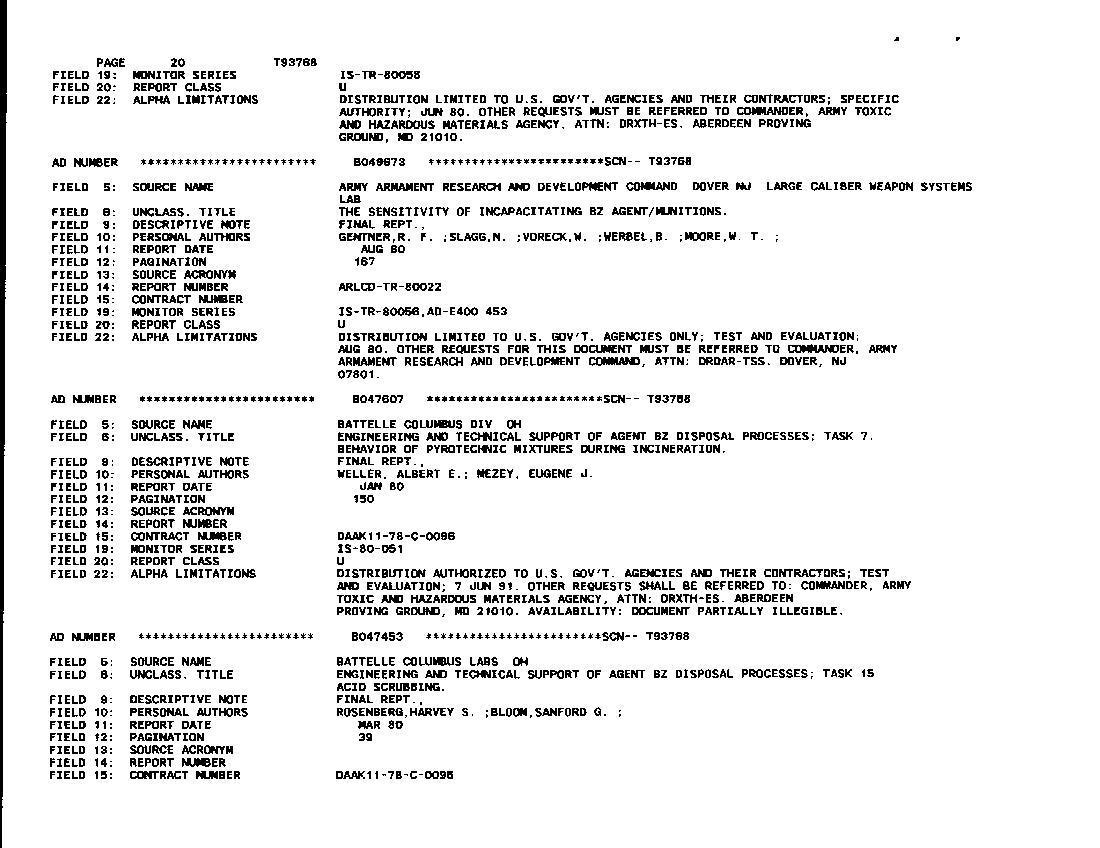 PAGE 20 T93768
FIELD 19: MONITOR SERIES IS-TR-80058
FIELD 20: REPORT CLASS U
FIELD 22: ALPHA LIMITATIONS DISTRIBUTION LIMITED TO U.S. GOV'T. AGENCIES AND THEIR CONTRACTORS; SPECIFIC
AUTHORITY; JUN 80. OTHER REQUESTS MUST BE REFERRED TO COMMANDER, ARMY TOXIC
AND HAZARDOUS MATERIALS AGENCY, ATTN: DRXTH-ES. ABERDEEN PROVING
GROUND, MD 21010.
AD NUMBER ************************ B049873 ************************SCN-- T93768
FIELD 5: SOURCE NAME ARMY ARMAMENT RESEARCH AND DEVELOPMENT COMMAND DOVER NJ LARGE CALIBER WEAPON SYSTEMS
LAB
FIELD 6: UNCLASS. TITLE THE SENSITIVITY OF INCAPACITATING BZ AGENT/MUNITIONS.
FIELD 9: DESCRIPTIVE NOTE FINAL REPT.,
FIELD 10: PERSONAL AUTHORS GENTNER,R. F. ;SLAGG,N. ;VORECK,W. ;WERBEL,B. ;MOORE,W. T. ;
FIELD 11: REPORT DATE AUG 80
FIELD 12: PAGINATION 167
FIELD 13: SOURCE ACRONYM
FIELD 14: REPORT NUMBER ARLCD-TR-80022
FIELD 15: CONTRACT NUMBER
FIELD 19: MONITOR SERIES IS-TR-80056,AD-E400 453
FIELD 20: REPORT CLASS U
FIELD 22: ALPHA LIMITATIONS DISTRIBUTION LIMITED TO U.S. GOV'T. AGENCIES ONLY; TEST AND EVALUATION;
AUG 80. OTHER REQUESTS FOR THIS DOCUMENT MUST BE REFERRED TO COMMANDER, ARMY
ARMAMENT RESEARCH AND DEVELOPMENT COMMAND, ATTN: DRDAR-TSS. DOVER, NJ
07801.
AD NUMBER ************************ B047607 ************************SCN-- T93768
FIELD 5: SOURCE NAME BATTELLE COLUMBUS DIV OH
FIELD 6: UNCLASS. TITLE ENGINEERING AND TECHNICAL SUPPORT OF AGENT BZ DISPOSAL PROCESSES; TASK 7.
BEHAVIOR OF PYROTECHNIC MIXTURES DURING INCINERATION.
FIELD 9: DESCRIPTIVE NOTE FINAL REPT.,
FIELD 10: PERSONAL AUTHORS WELLER, ALBERT E.; MEZEY, EUGENE J.
FIELD 11: REPORT DATE JAN 80
FIELD 12: PAGINATION 150
FIELD 13: SOURCE ACRONYM
FIELD 14: REPORT NUMBER
FIELD 15: CONTRACT NUMBER DAAK11-78-C-0096
FIELD 19: MONITOR SERIES IS-80-051
FIELD 20: REPORT CLASS U
FIELD 22: ALPHA LIMITATIONS DISTRIBUTION AUTHORIZED TO U.S. GOV'T. AGENCIES AND THEIR CONTRACTORS; TEST
AND EVALUATION; 7 JUN 91. OTHER REQUESTS SHALL BE REFERRED TO: COMMANDER, ARMY
TOXIC AND HAZARDOUS MATERIALS AGENCY, ATTN: DRXTH-ES. ABERDEEN
PROVING GROUND, MD 21010. AVAILABILITY: DOCUMENT PARTIALLY ILLEGIBLE.
AD NUMBER ************************ B047453 ************************SCN-- T93768
FIELD 5: SOURCE NAME BATTELLE COLUMBUS LABS OH
FIELD 6: UNCLASS. TITLE ENGINEERING AND TECHNICAL SUPPORT OF AGENT BZ DISPOSAL PROCESSES; TASK 15
ACID SCRUBBING.
FIELD 9: DESCRIPTIVE NOTE FINAL REPT.,
FIELD 10: PERSONAL AUTHORS ROSENBERG,HARVEY S. ;BLOOM,SANFORD G. ;
FIELD 11: REPORT DATE MAR 80
FIELD 12: PAGINATION 39
FIELD 13: SOURCE ACRONYM
FIELD 14: REPORT NUMBER
FIELD 15: CONTRACT NUMBER DAAK11-78-C-0096